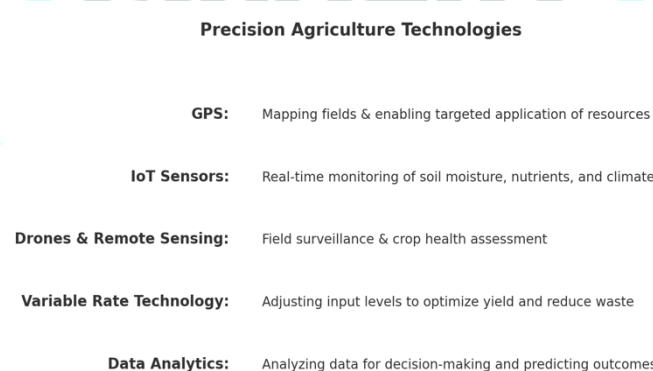 Precision Agriculture Technologies
GPS: Mapping fields & enabling targeted application of resources
IoT Sensors: Real-time monitoring of soil moisture, nutrients, and climate
Drones & Remote Sensing: Field surveillance & crop health assessment
Variable Rate Technology: Adjusting input levels to optimize yield and reduce waste
Data Analytics: Analyzing data for decision-making and predicting outcomes